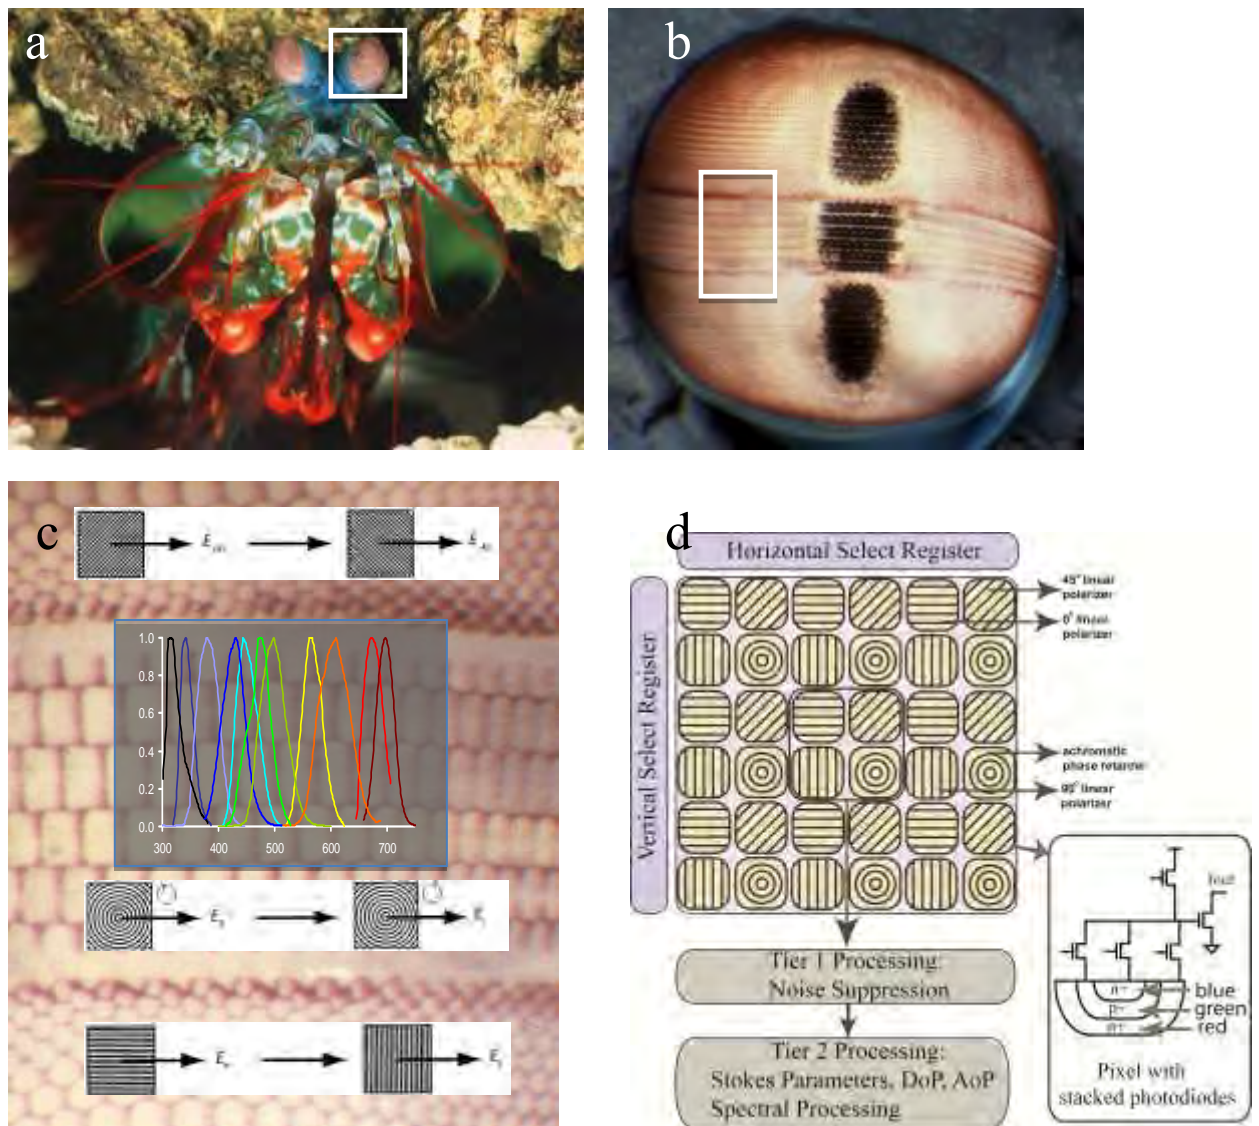 a
b
c
1.0
0.8
0.6
0.4
0.2
0.0
300
400
500
600
700
d
Horizontal Select Register
Vertical Select Register
45° linear
polarizer
0° linear
polarizer
achromatic
phase retarder
90° linear
polarizer
Tier 1 Processing:
Noise Suppression
Tier 2 Processing:
Stokes Parameters, DoP, AoP
Spectral Processing
Iout
blue
green
red
Pixel with
stacked photodiodes